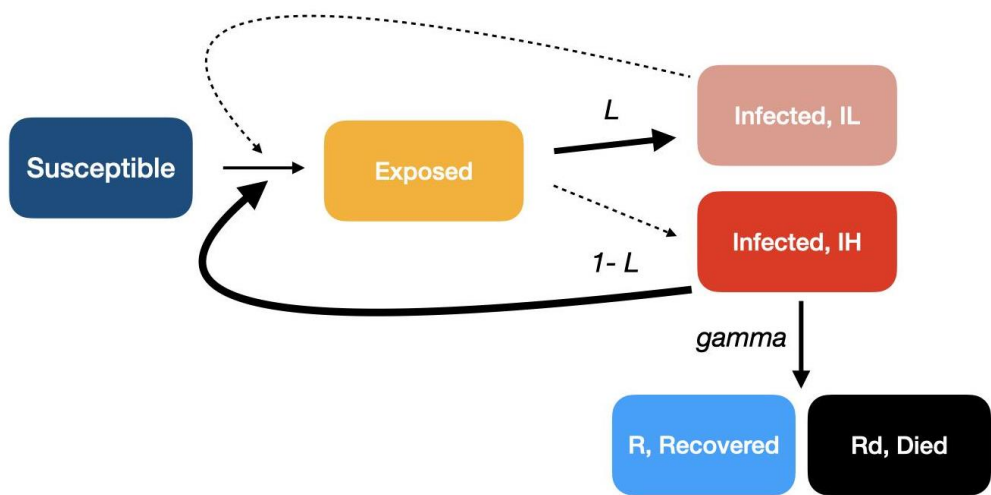 Susceptible
Exposed
L
Infected, IL
1- L
Infected, IH
gamma
R, Recovered
Rd, Died